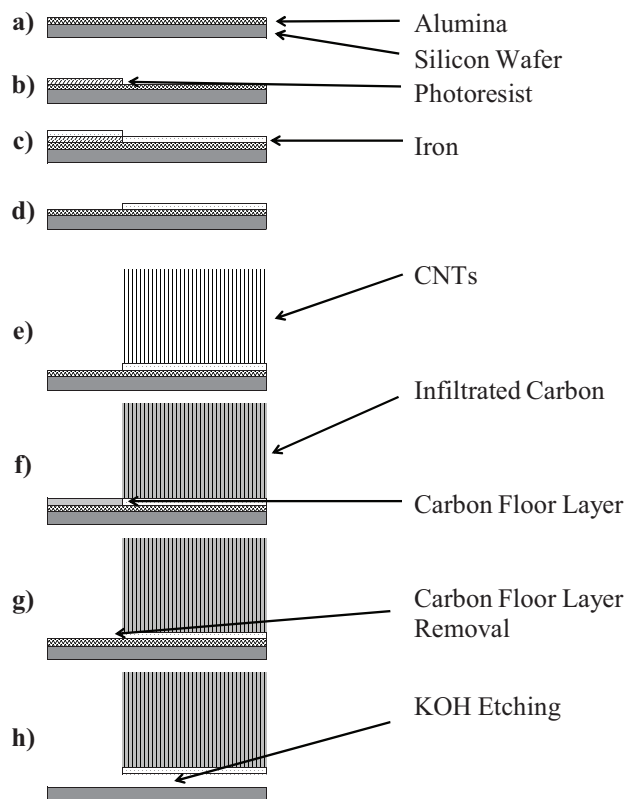 a)
Alumina
Silicon Wafer
b)
Photoresist
c)
Iron
d)
CNTs
e)
Infiltrated Carbon
f)
Carbon Floor Layer
g)
Carbon Floor Layer
Removal
KOH Etching
h)